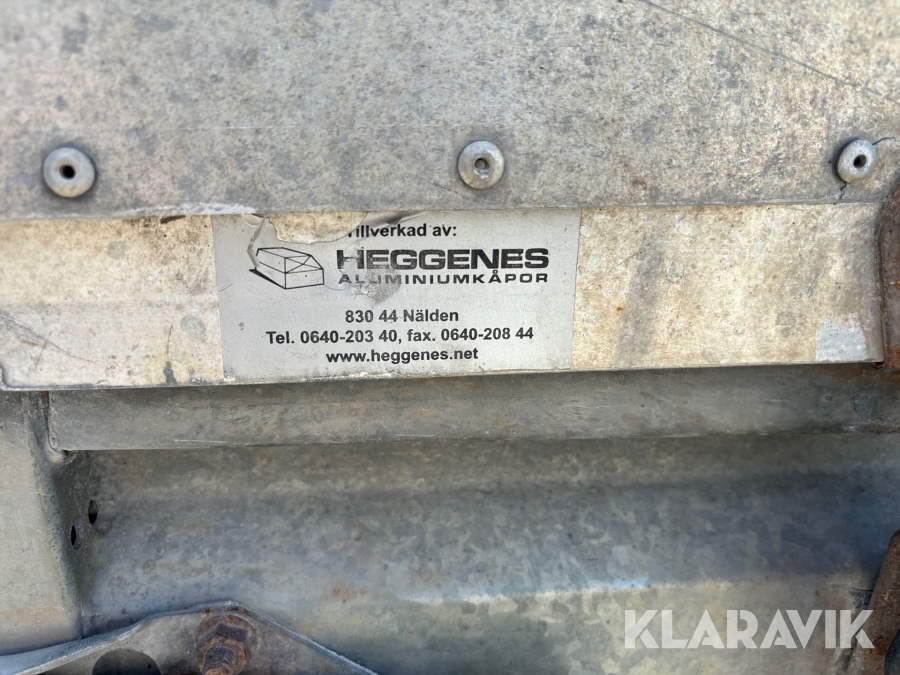 Tillverkad av:
HEGGENES
ALUMINIUMKÅPOR
830 44 Nälden
Tel. 0640-203 40, fax. 0640-208 44
www.heggenes.net
KLARAVIK